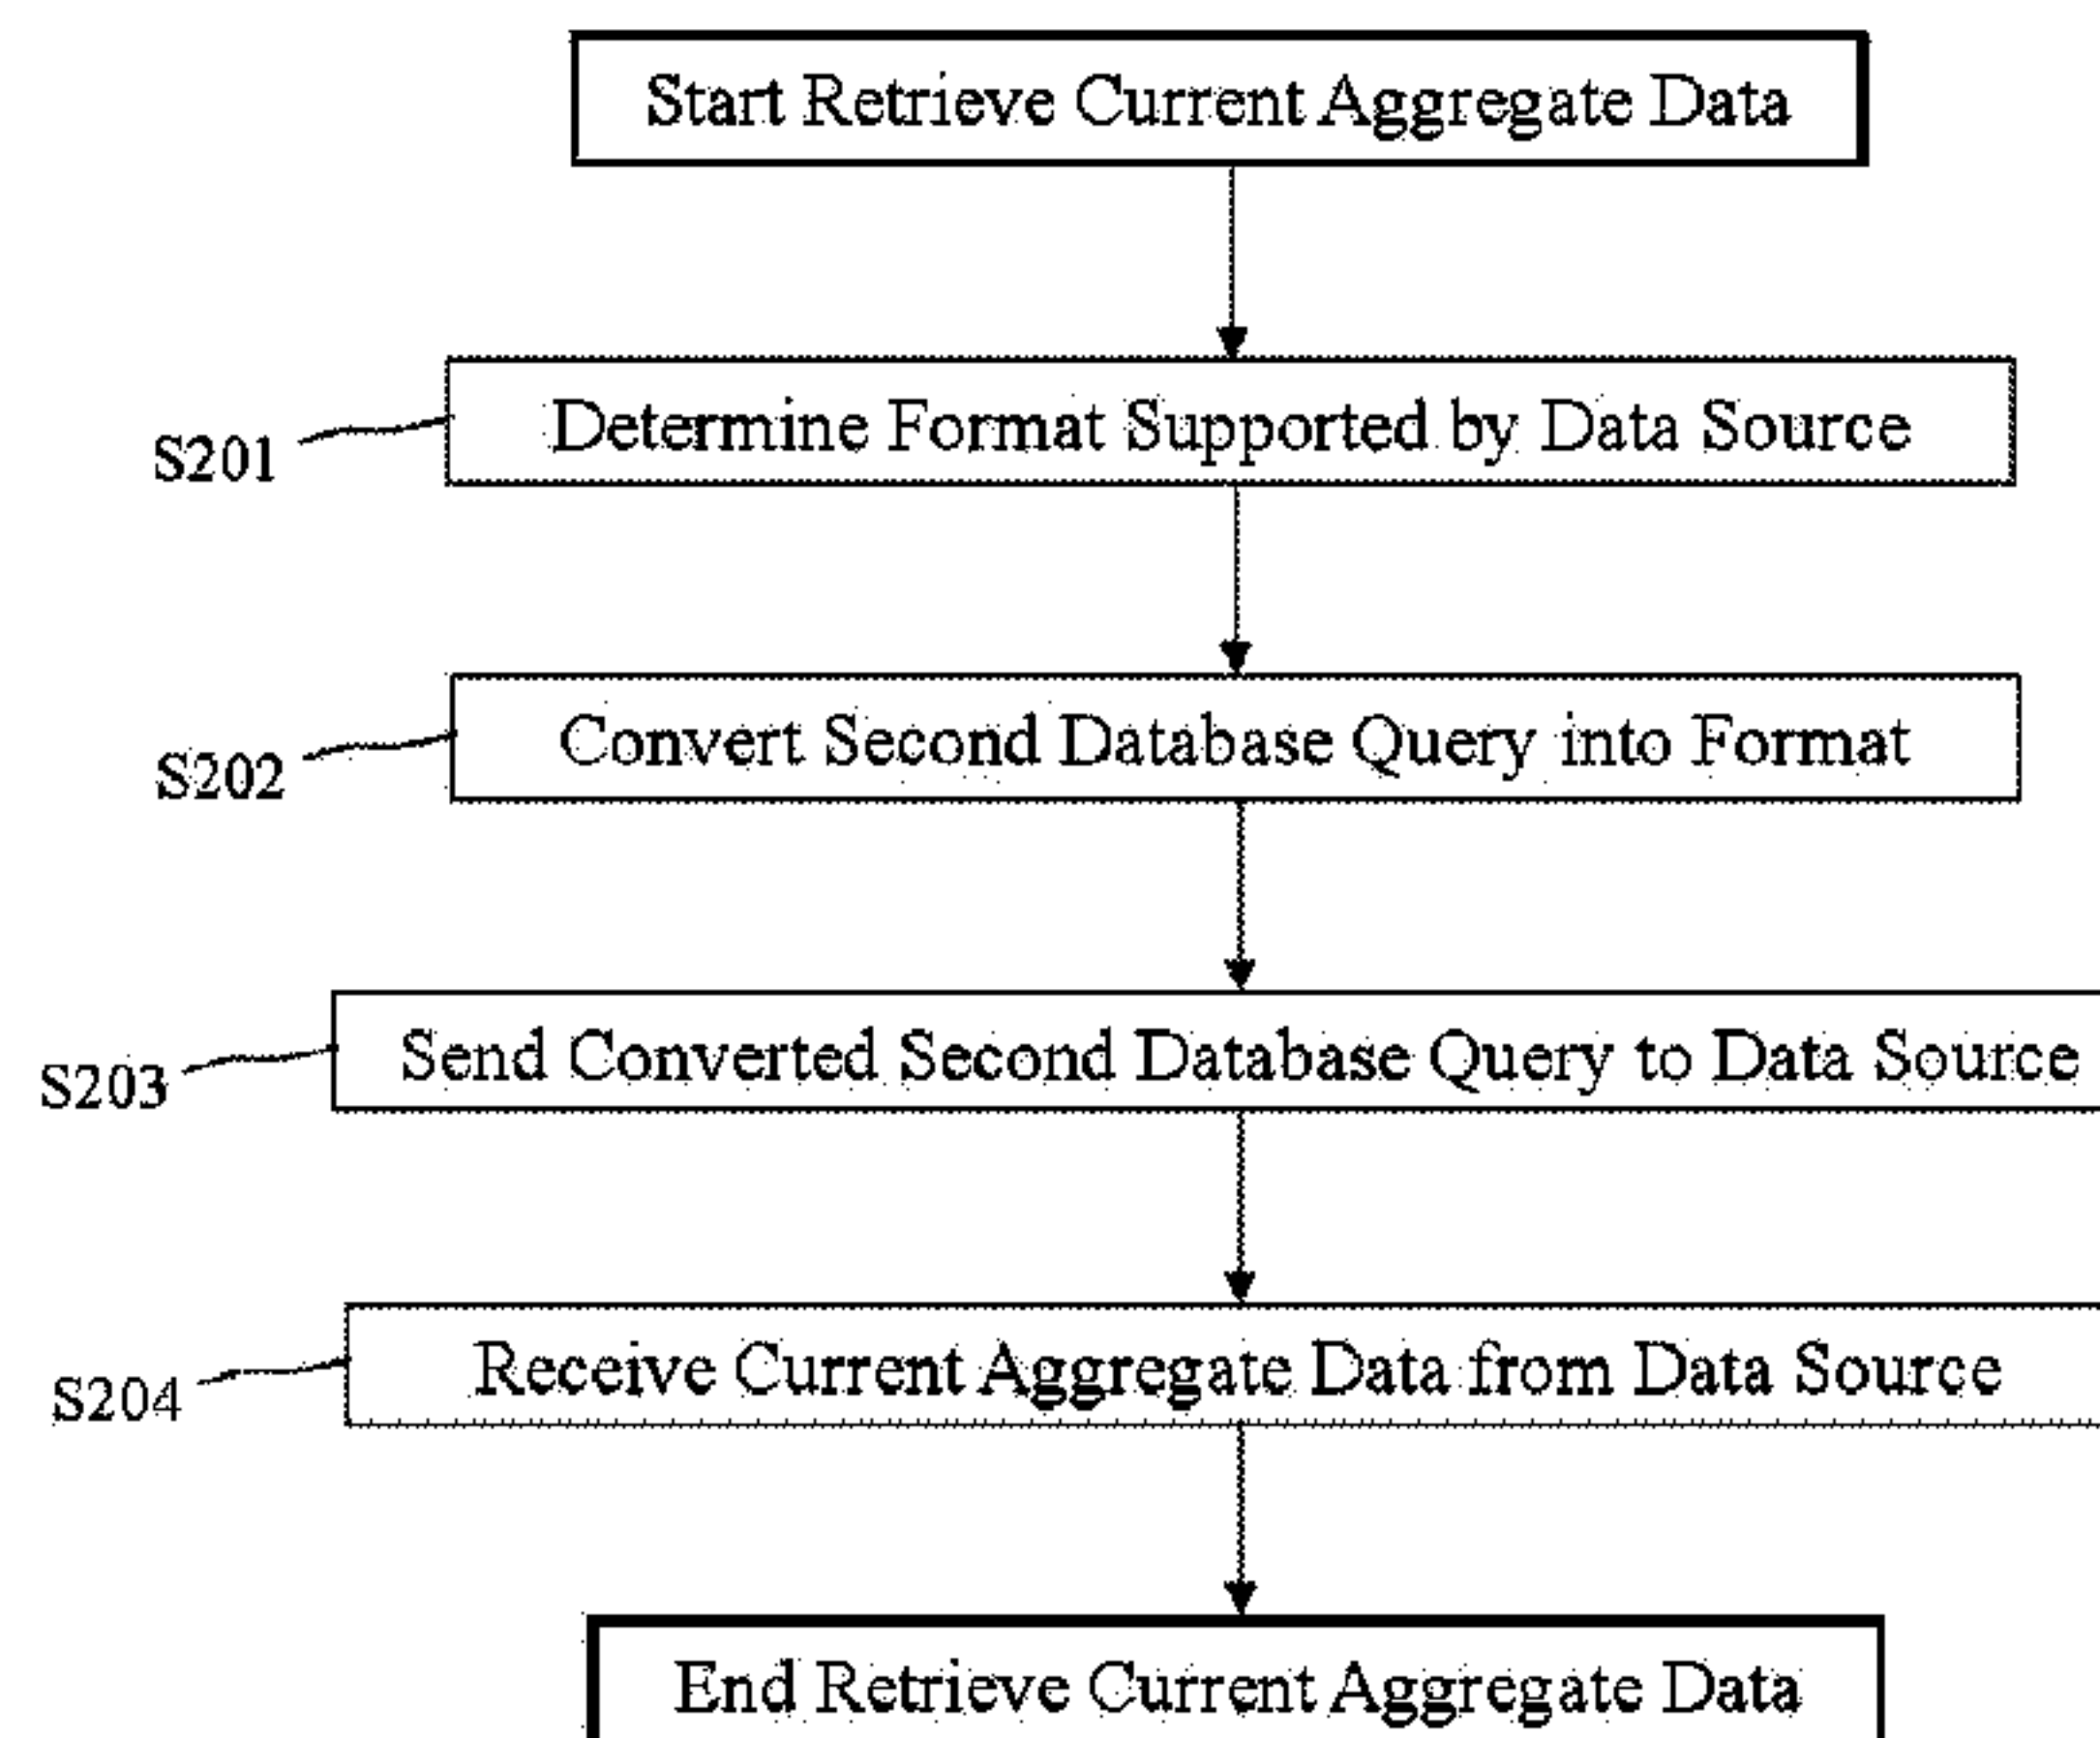 Start Retrieve Current Aggregate Data
Determine Format Supported by Data Source
S201
Convert Second Database Query into Format
S202
Send Converted Second Database Query to Data Source
S203
Receive Current Aggregate Data from Data Source
S204
End Retrieve Current Aggregate Data